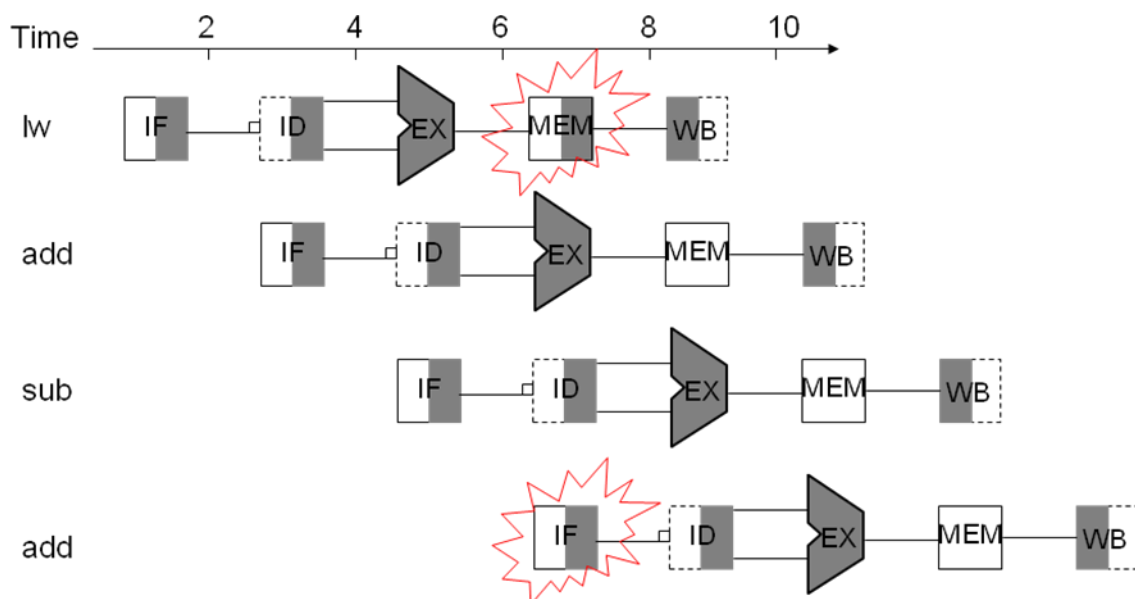 Time 2 4 6 8 10
lw IF ID EX MEM WB
add IF ID EX MEM WB
sub IF ID EX MEM WB
add IF ID EX MEM WB